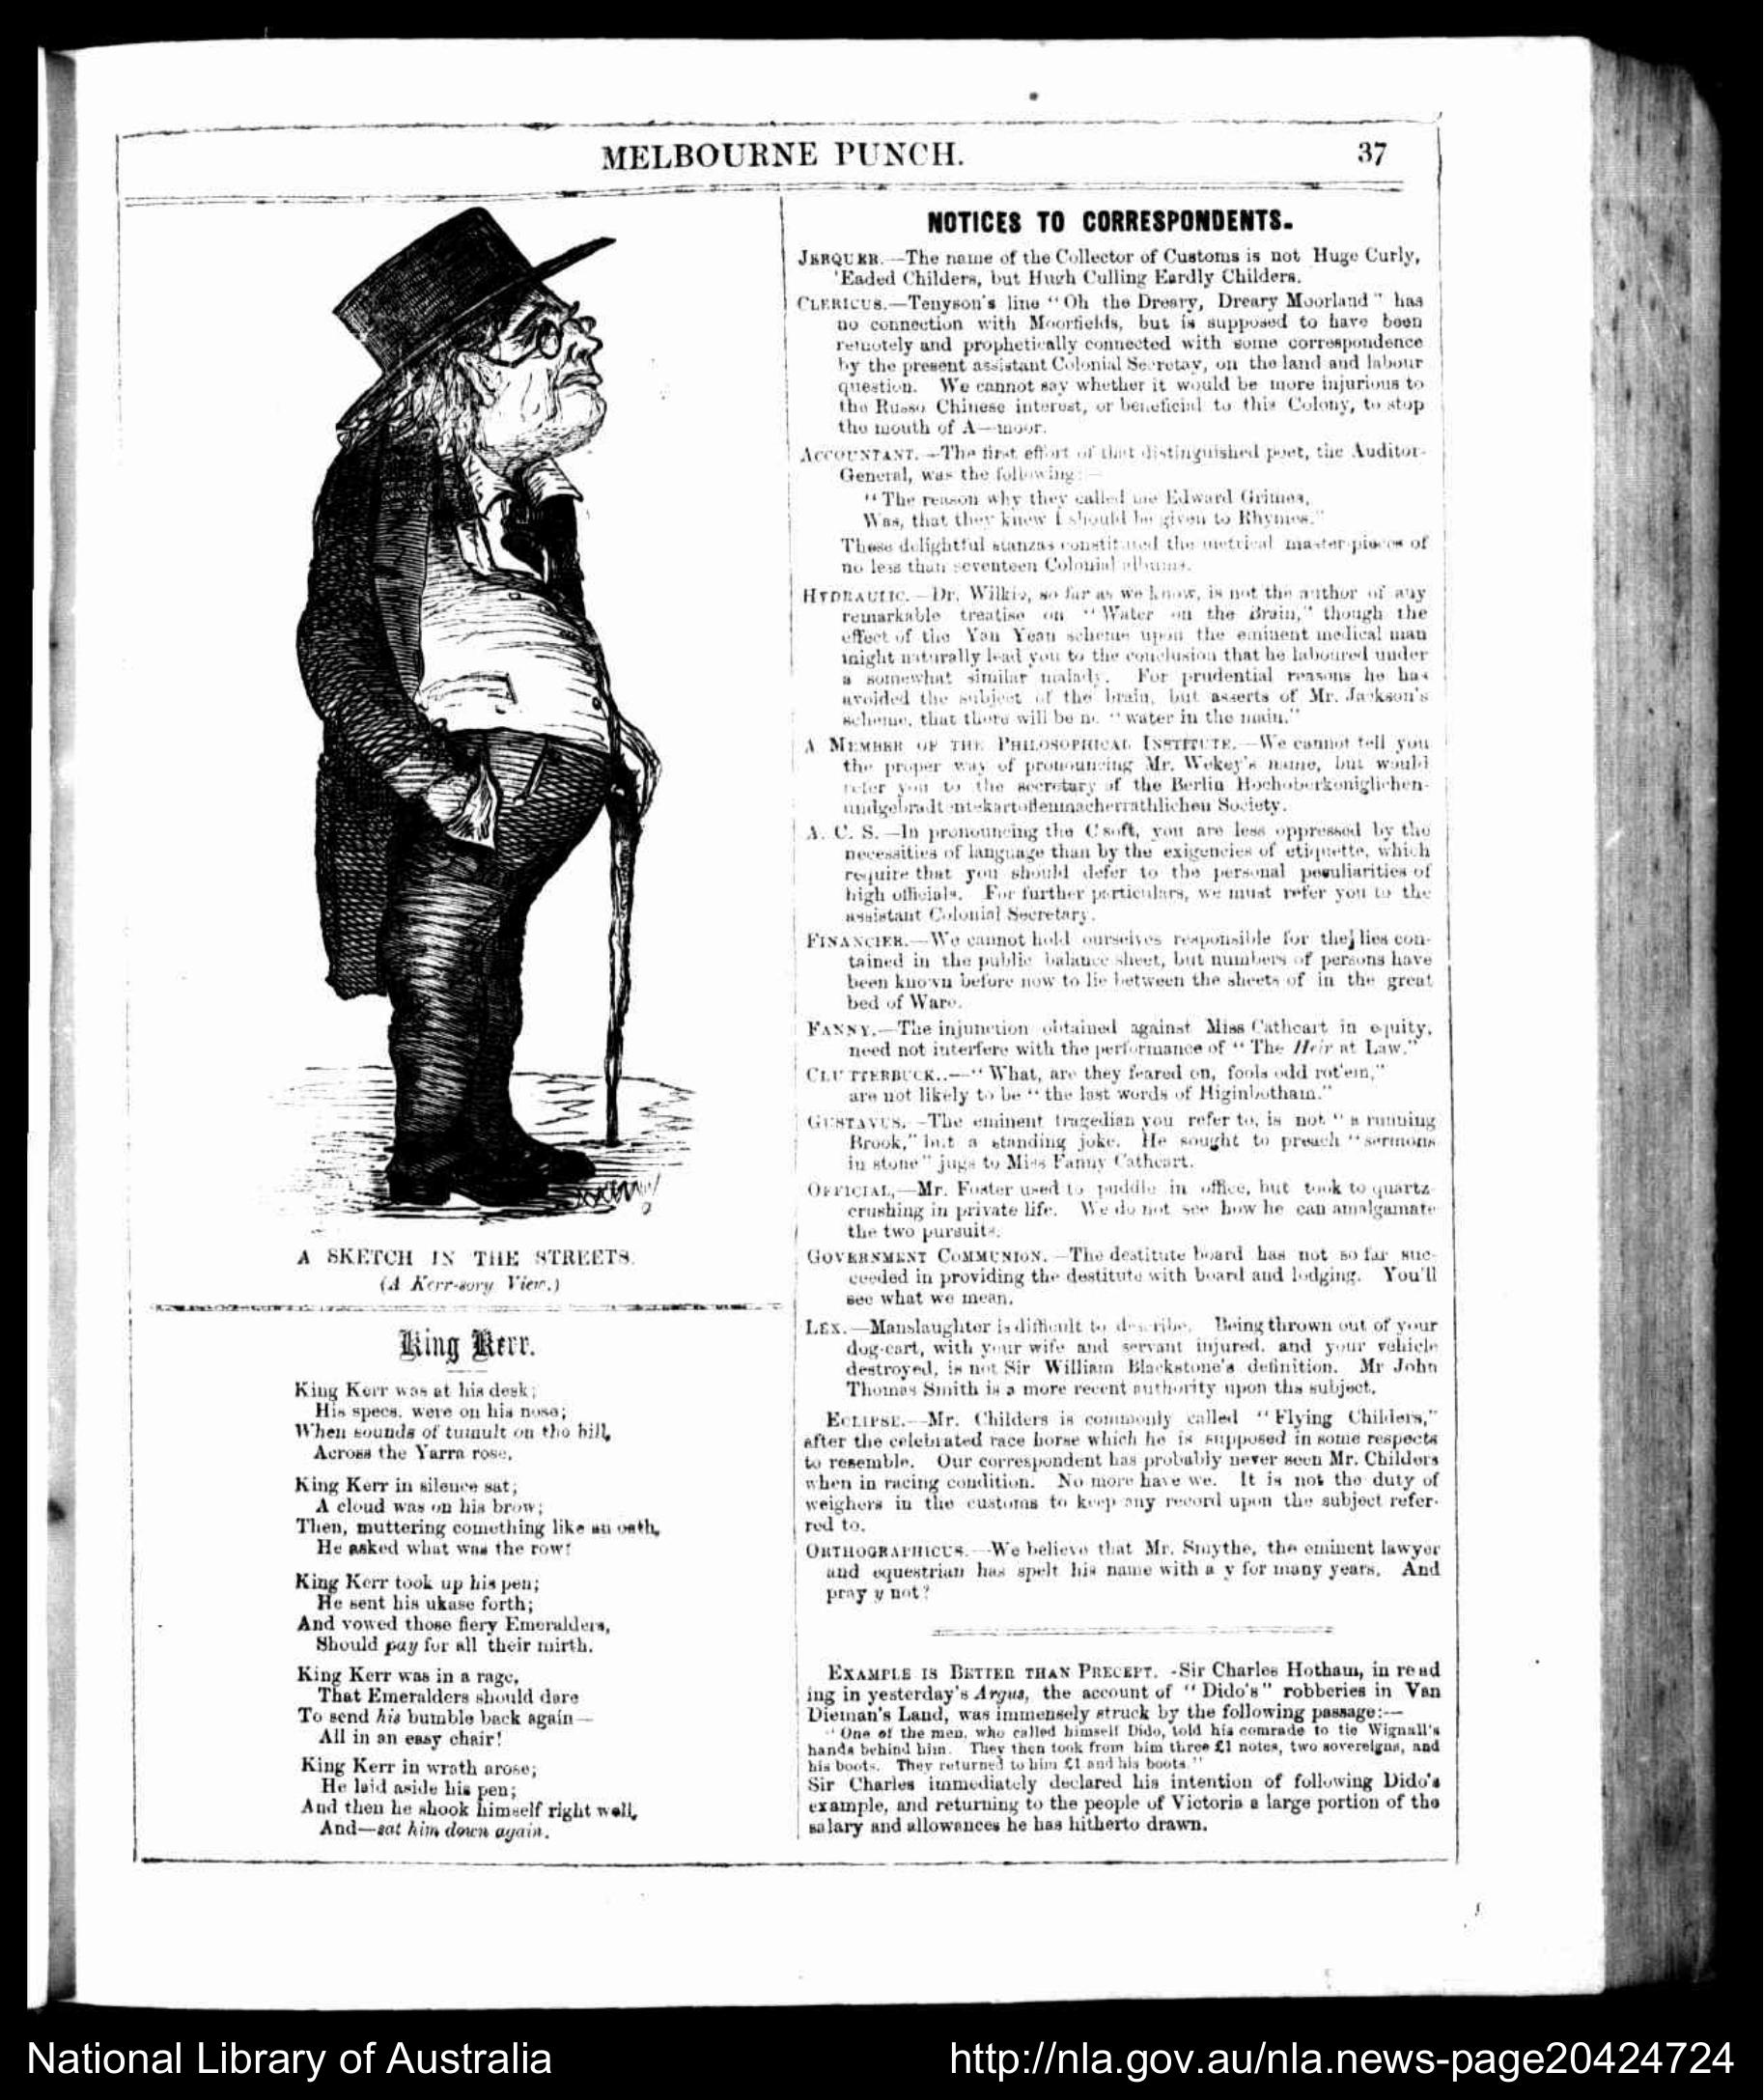 MELBOURNE PUNCH.
37
A SKETCH IN THE STREETS.
(A Kerr-sory View.)
King Kerr.
King Kerr was at his desk;
His specs. were on his nose;
When sounds of tumult on the hill,
Across the Yarra rose.
King Kerr in silence sat;
A cloud was on his brow;
Then, muttering comething like an oath,
He asked what was the row!
King Kerr took up his pen;
He sent his ukase forth;
And vowed those fiery Emeralders,
Should pay for all their mirth.
King Kerr was in a rage,
That Emeralders should dare
To send his bumble back again—
All in an easy chair!
King Kerr in wrath arose;
He laid aside his pen;
And then he shook himself right well,
And—sat him down again.
NOTICES TO CORRESPONDENTS.
JERQUER.—The name of the Collector of Customs is not Huge Curly,
'Eaded Childers, but Hugh Culling Eardly Childers.
CLERICUS.—Tenyson's line "Oh the Dreary, Dreary Moorland" has
no connection with Moorfields, but is supposed to have been
remotely and prophetically connected with some correspondence
by the present assistant Colonial Secretay, on the land and labour
question. We cannot say whether it would be more injurious to
the Russo Chinese interest, or beneficial to this Colony, to stop
the mouth of A—moor.
ACCOUNTANT.—The first effort of that distinguished poet, the Auditor-
General, was the following:—
"The reason why they called me Edward Grimes,
Was, that they knew I should be given to Rhymes."
These delightful stanzas constituted the metrical master-pieces of
no less than seventeen Colonial albums.
HYDRAULIC.—Dr. Wilkie, so far as we know, is not the author of any
remarkable treatise on "Water on the Brain," though the
effect of the Yan Yean scheme upon the eminent medical man
might naturally lead you to the conclusion that he laboured under
a somewhat similar malady. For prudential reasons he has
avoided the subject of the brain, but asserts of Mr. Jackson's
scheme, that there will be no "water in the main."
A MEMBER OF THE PHILOSOPHICAL INSTITUTE.—We cannot tell you
the proper way of pronouncing Mr. Wekey's name, but would
refer you to the secretary of the Berlin Hochoberkoniglichen-
Society.
A. C. S.—In pronouncing the C soft, you are less oppressed by the
necessities of language than by the exigencies of etiquette, which
require that you should defer to the personal peculiarities of
high officials. For further particulars, we must refer you to the
assistant Colonial Secretary.
FINANCIER.—We cannot hold ourselves responsible for the lies con-
tained in the public balance sheet, but numbers of persons have
been known before now to lie between the sheets of in the great
bed of Ware.
FANNY.—The injunction obtained against Miss Cathcart in equity,
need not interfere with the performance of "The Heir at Law."
CLUTTERBUCK..—"What, are they feared on, fools odd rot'em,"
are not likely to be "the last words of Higinbotham."
GUSTAVUS.—The eminent tragedian you refer to, is not "a running
Brook," but a standing joke. He sought to preach "sermons
in stone" jugs to Miss Fanny Cathcart.
OFFICIAL,—Mr. Foster used to puddle in office, but took to quartz-
crushing in private life. We do not see how he can amalgamate
the two pursuits.
GOVERNMENT COMMUNION.—The destitute board has not so far suc-
ceeded in providing the destitute with board and lodging. You'll
see what we mean.
LEX.—Manslaughter is difficult to describe. Being thrown out of your
dog-cart, with your wife and servant injured, and your vehicle
destroyed, is not Sir William Blackstone's definition. Mr John
Thomas Smith is a more recent authority upon the subject.
ECLIPSE.—Mr. Childers is commonly called "Flying Childers,"
after the celebrated race horse which he is supposed in some respects
to resemble. Our correspondent has probably never seen Mr. Childers
when in racing condition. No more have we. It is not the duty of
weighers in the customs to keep any record upon the subject refer-
red to.
ORTHOGRAPHICUS.—We believe that Mr. Smythe, the eminent lawyer
and equestrian has spelt his name with a y for many years. And
pray y not?
EXAMPLE IS BETTER THAN PRECEPT.—Sir Charles Hotham, in read
ing in yesterday's Argus, the account of "Dido's" robberies in Van
Dieman's Land, was immensely struck by the following passage:—
"One of the men, who called himself Dido, told his comrade to tie Wignall's
hands behind him. They then took from him three £1 notes, two sovereigns, and
his boots. They returned to him £1 and his boots."
Sir Charles immediately declared his intention of following Dido's
example, and returning to the people of Victoria a large portion of the
salary and allowances he has hitherto drawn.
National Library of Australia
http://nla.gov.au/nla.news-page20424724